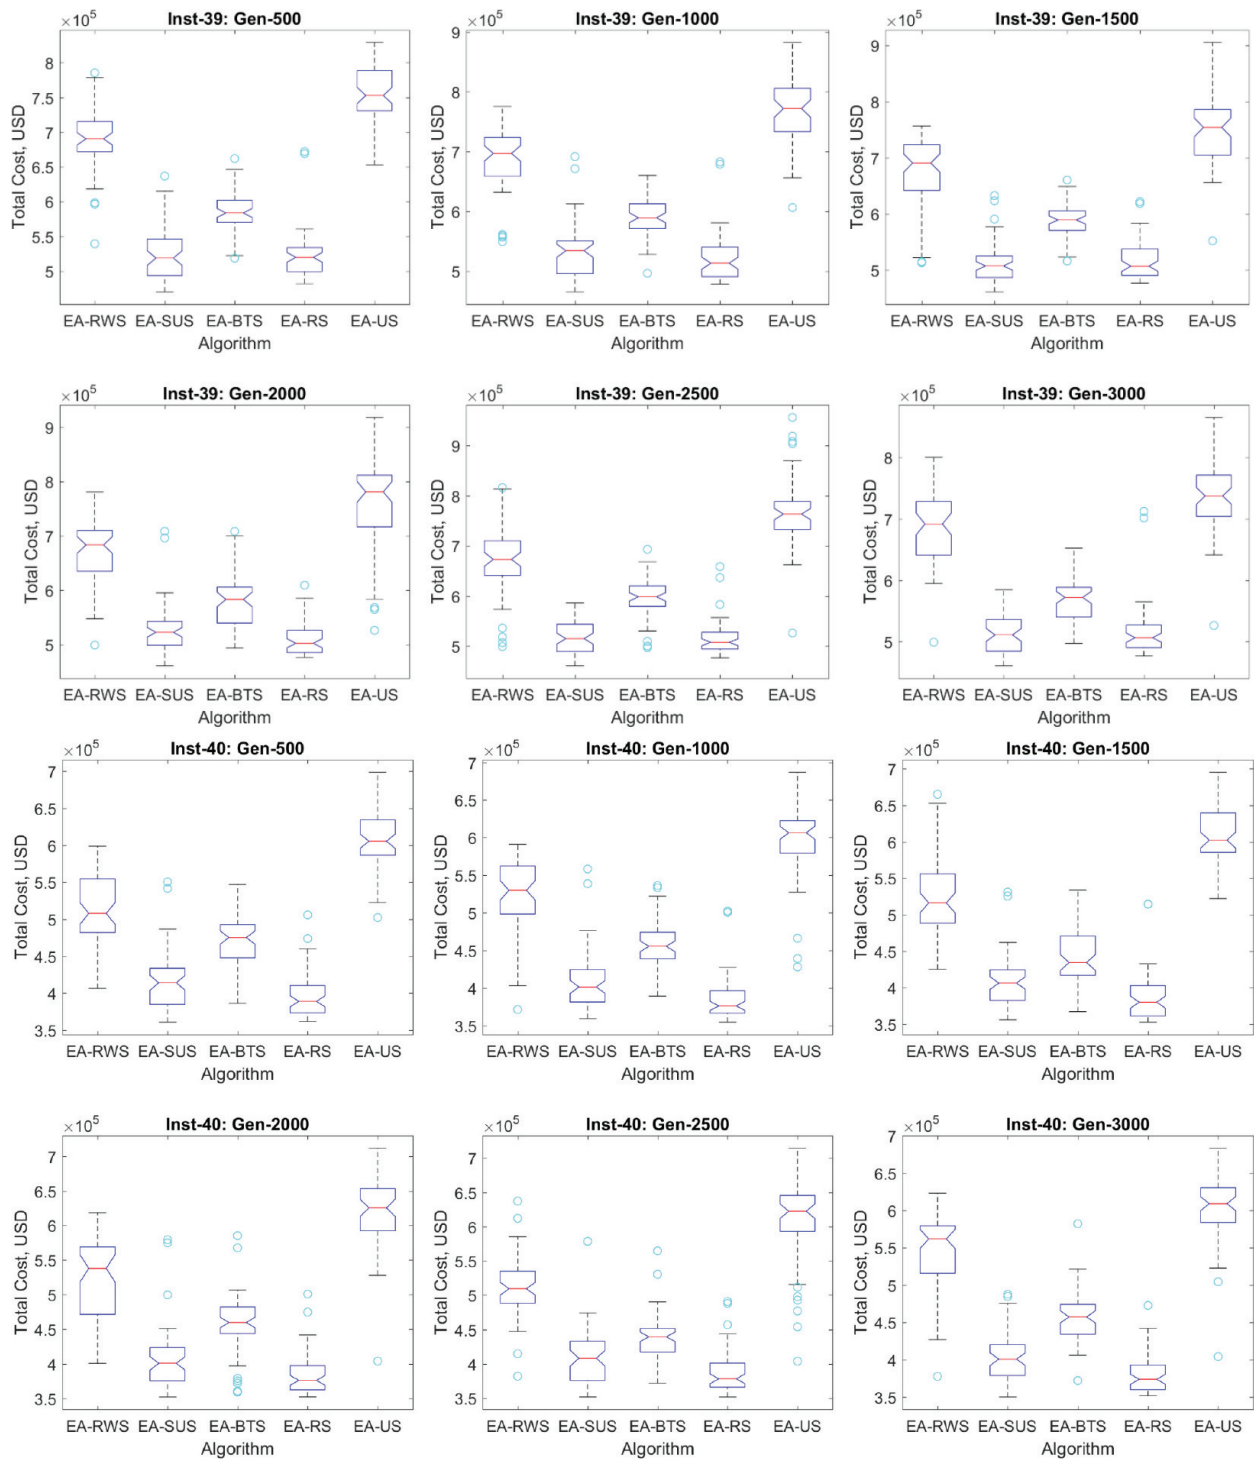 Inst-39: Gen-500
×10^5
8
7.5
7
6.5
6
5.5
5
Total Cost, USD
EA-RWS EA-SUS EA-BTS EA-RS EA-US
Algorithm
Inst-39: Gen-1000
×10^5
9
8
7
6
5
Total Cost, USD
EA-RWS EA-SUS EA-BTS EA-RS EA-US
Algorithm
Inst-39: Gen-1500
×10^5
9
8
7
6
5
Total Cost, USD
EA-RWS EA-SUS EA-BTS EA-RS EA-US
Algorithm
Inst-39: Gen-2000
×10^5
9
8
7
6
5
Total Cost, USD
EA-RWS EA-SUS EA-BTS EA-RS EA-US
Algorithm
Inst-39: Gen-2500
×10^5
9
8
7
6
5
Total Cost, USD
EA-RWS EA-SUS EA-BTS EA-RS EA-US
Algorithm
Inst-39: Gen-3000
×10^5
8
7
6
5
Total Cost, USD
EA-RWS EA-SUS EA-BTS EA-RS EA-US
Algorithm
Inst-40: Gen-500
×10^5
7
6.5
6
5.5
5
4.5
4
3.5
Total Cost, USD
EA-RWS EA-SUS EA-BTS EA-RS EA-US
Algorithm
Inst-40: Gen-1000
×10^5
7
6.5
6
5.5
5
4.5
4
3.5
Total Cost, USD
EA-RWS EA-SUS EA-BTS EA-RS EA-US
Algorithm
Inst-40: Gen-1500
×10^5
7
6.5
6
5.5
5
4.5
4
3.5
Total Cost, USD
EA-RWS EA-SUS EA-BTS EA-RS EA-US
Algorithm
Inst-40: Gen-2000
×10^5
7
6.5
6
5.5
5
4.5
4
3.5
Total Cost, USD
EA-RWS EA-SUS EA-BTS EA-RS EA-US
Algorithm
Inst-40: Gen-2500
×10^5
7
6.5
6
5.5
5
4.5
4
3.5
Total Cost, USD
EA-RWS EA-SUS EA-BTS EA-RS EA-US
Algorithm
Inst-40: Gen-3000
×10^5
7
6.5
6
5.5
5
4.5
4
3.5
Total Cost, USD
EA-RWS EA-SUS EA-BTS EA-RS EA-US
Algorithm